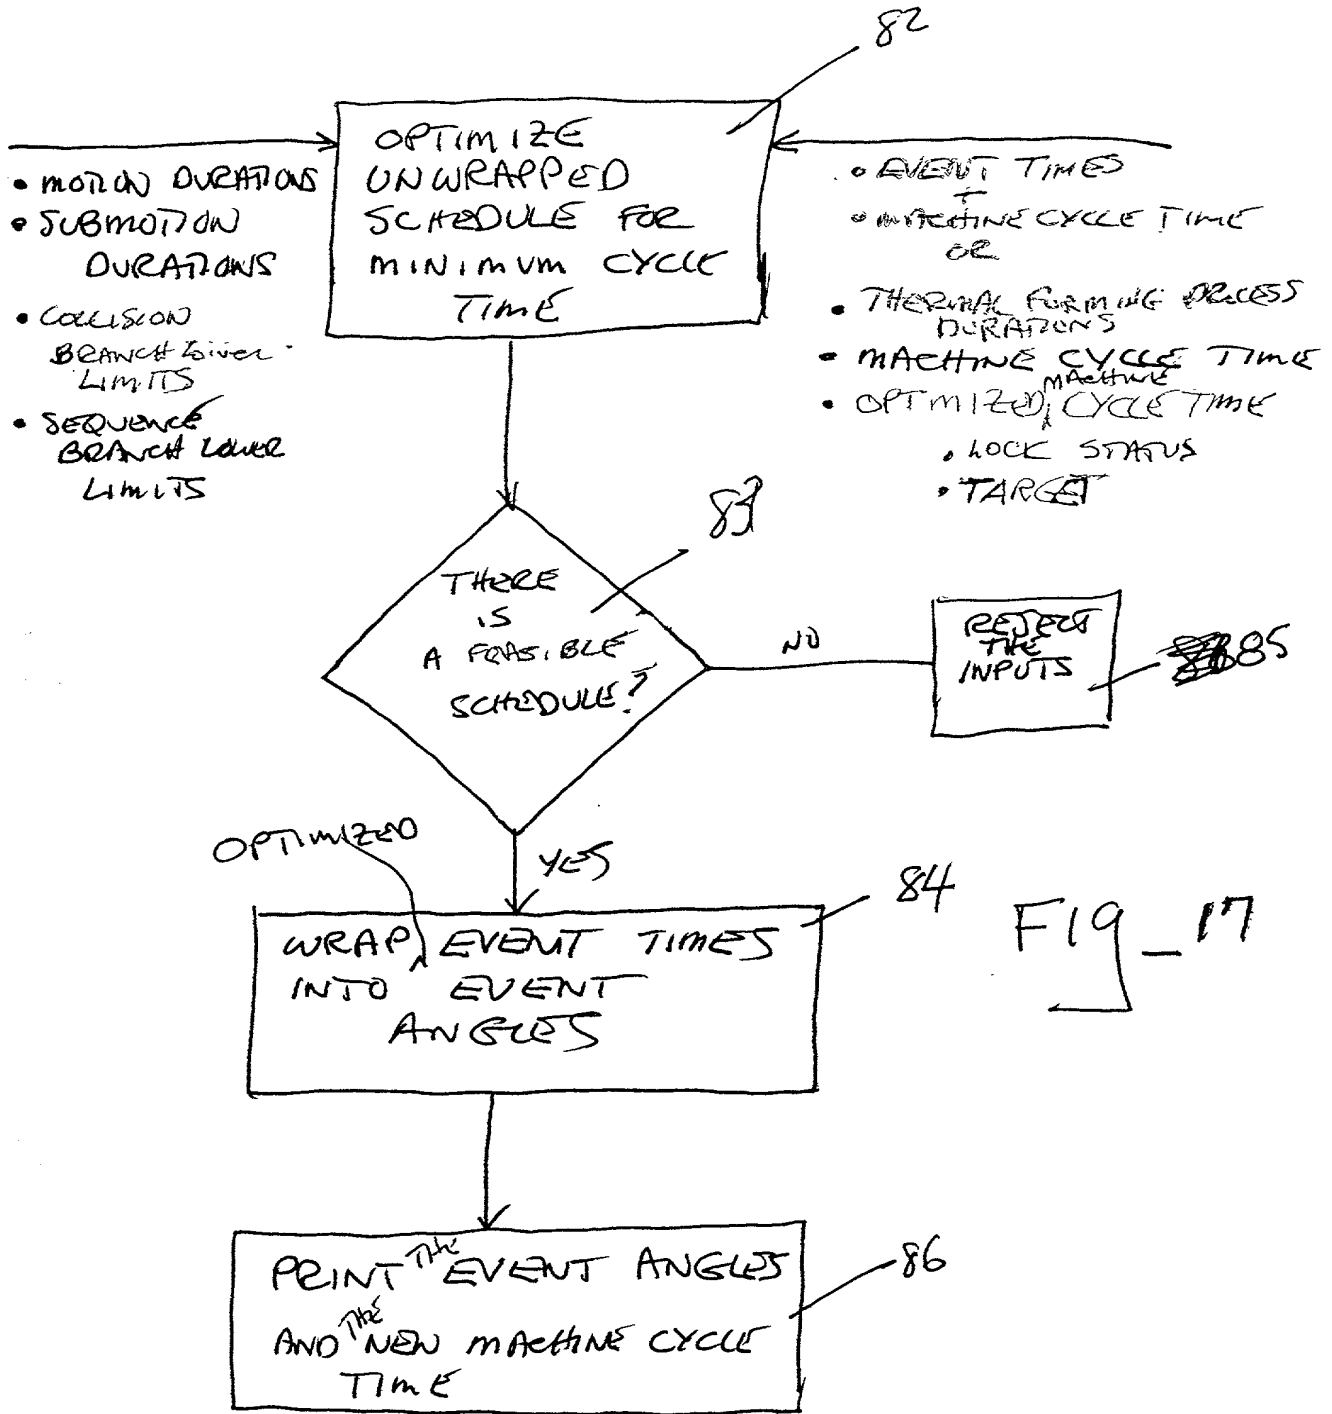 82
OPTIMIZE
UNWRAPPED
SCHEDULE FOR
MINIMUM CYCLE
TIME
• MOTION DURATIONS
• SUBMOTION
DURATIONS
• COLLISION
BRANCH
LIMITS
• SEQUENCE
BRANCH LOWER
LIMITS
• EVENT TIMES
+
• MACHINE CYCLE TIME
OR
• THERMAL FORMING PROCESS
DURATIONS
• MACHINE CYCLE TIME
• OPTIMIZED MACHINE CYCLE TIME
• LOCK STATUS
• TARGET
83
THERE
IS
A FEASIBLE
SCHEDULE?
NO
REJECT
THE
INPUTS
85
YES
84
WRAP OPTIMIZED EVENT TIMES
INTO EVENT
ANGLES
FIG_17
86
PRINT THE EVENT ANGLES
AND THE NEW MACHINE CYCLE
TIME